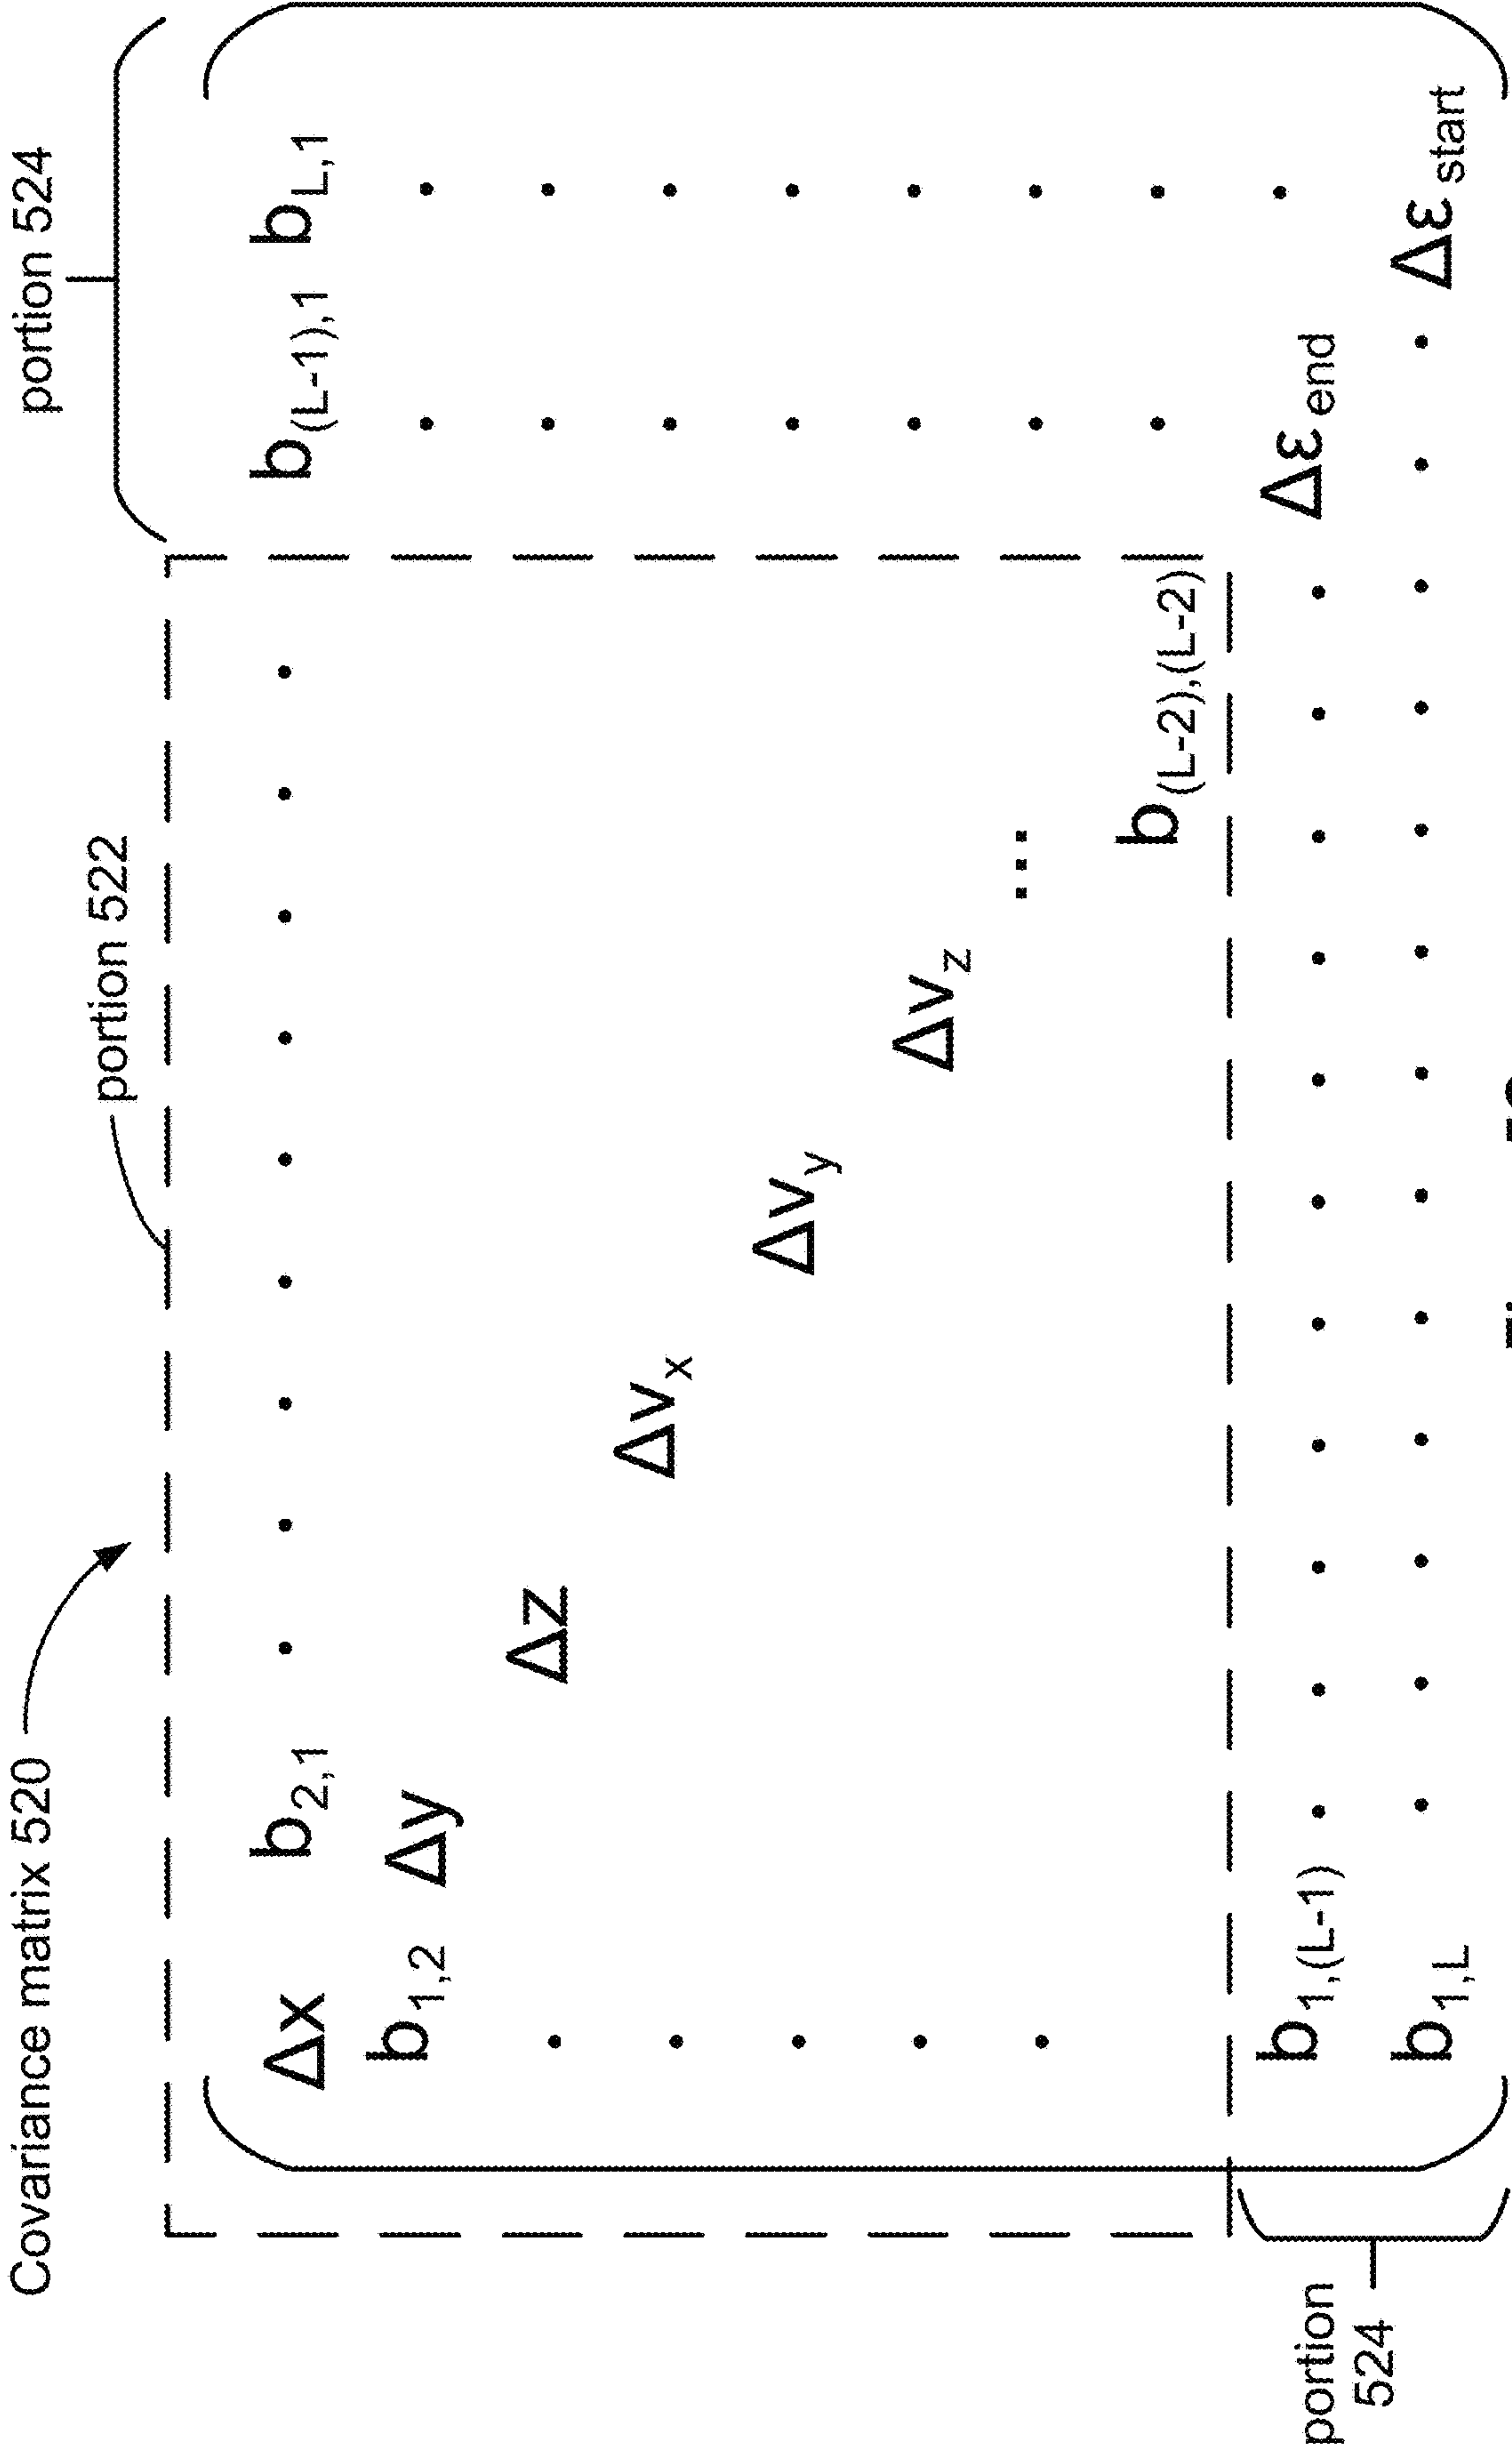 Covariance matrix 520
portion 522
portion 524
Δx b2,1 b(L-1),1 bL,1
b1,2 Δy
Δz
Δvx
Δvy
Δvz
...
b(L-2),(L-2)
b1,(L-1) Δεend
b1,L Δεstart
portion
524